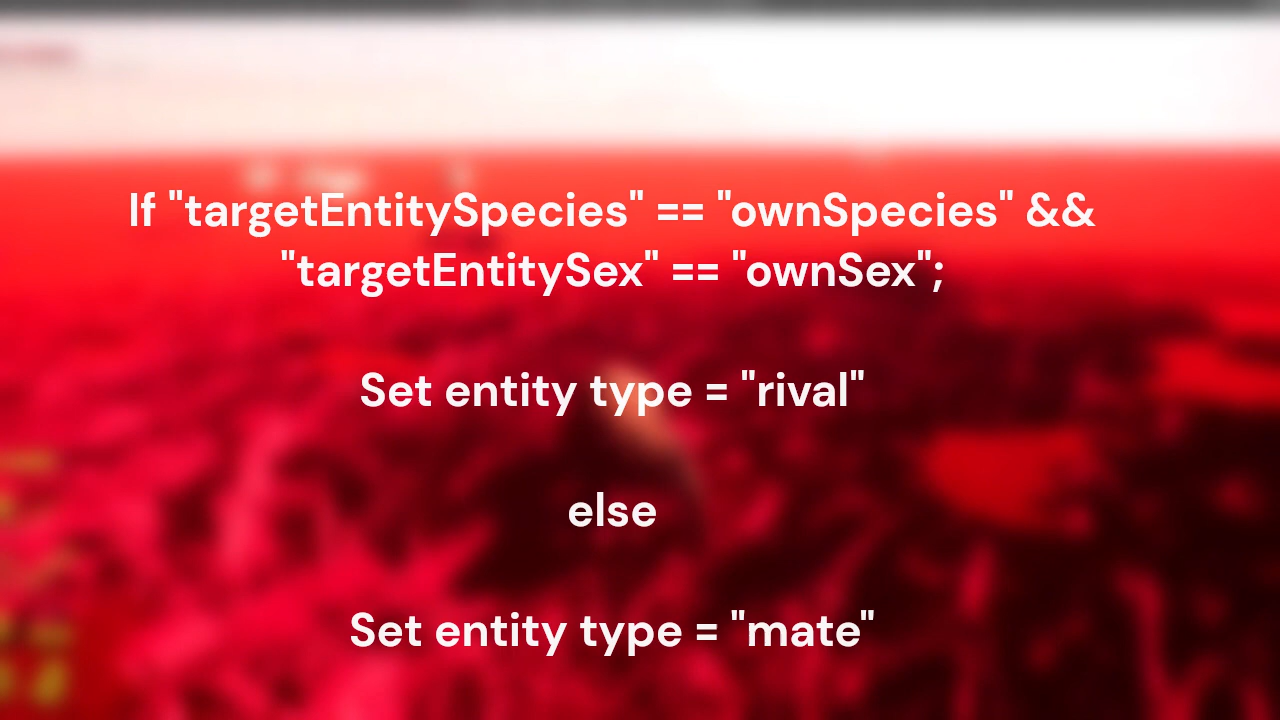 If "targetEntitySpecies" == "ownSpecies" &&
"targetEntitySex" == "ownSex";
Set entity type = "rival"
else
Set entity type = "mate"